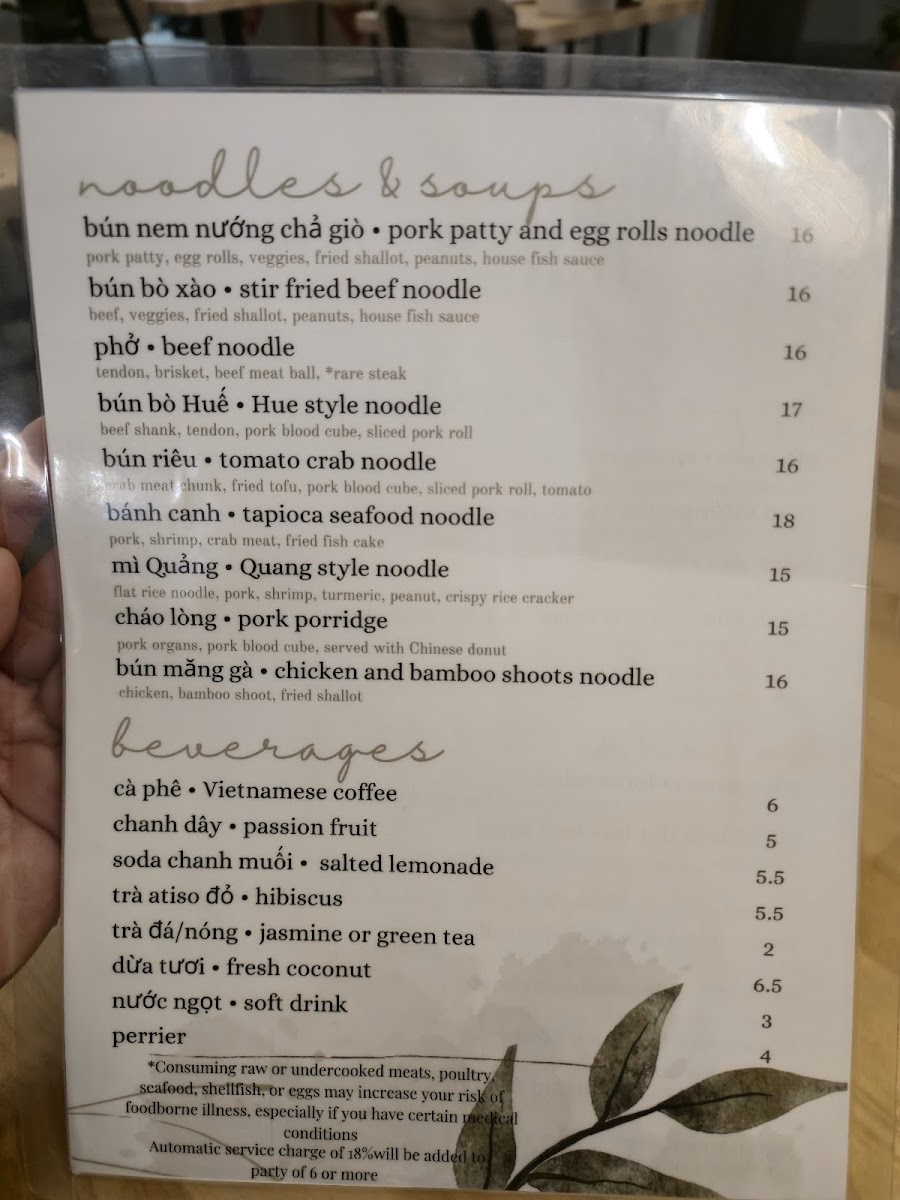 noodles & soups
bún nem nướng chả giò • pork patty and egg rolls noodle 16
pork patty, egg rolls, veggies, fried shallot, peanuts, house fish sauce
bún bò xào • stir fried beef noodle 16
beef, veggies, fried shallot, peanuts, house fish sauce
phở • beef noodle 16
tendon, brisket, beef meat ball, *rare steak
bún bò Huế • Hue style noodle 17
beef shank, tendon, pork blood cube, sliced pork roll
bún riêu • tomato crab noodle 16
crab meat chunk, fried tofu, pork blood cube, sliced pork roll, tomato
bánh canh • tapioca seafood noodle 18
pork, shrimp, crab meat, fried fish cake
mì Quảng • Quang style noodle 15
flat rice noodle, pork, shrimp, turmeric, peanut, crispy rice cracker
cháo lòng • pork porridge 15
pork organs, pork blood cube, served with Chinese donut
bún măng gà • chicken and bamboo shoots noodle 16
chicken, bamboo shoot, fried shallot
beverages
cà phê • Vietnamese coffee 6
chanh dây • passion fruit 5
soda chanh muối • salted lemonade 5.5
trà atiso đỏ • hibiscus 5.5
trà đá/nóng • jasmine or green tea 2
dừa tươi • fresh coconut 6.5
nước ngọt • soft drink 3
perrier 4
*Consuming raw or undercooked meats, poultry,
seafood, shellfish, or eggs may increase your risk of
foodborne illness, especially if you have certain medical
conditions
Automatic service charge of 18%will be added to
party of 6 or more